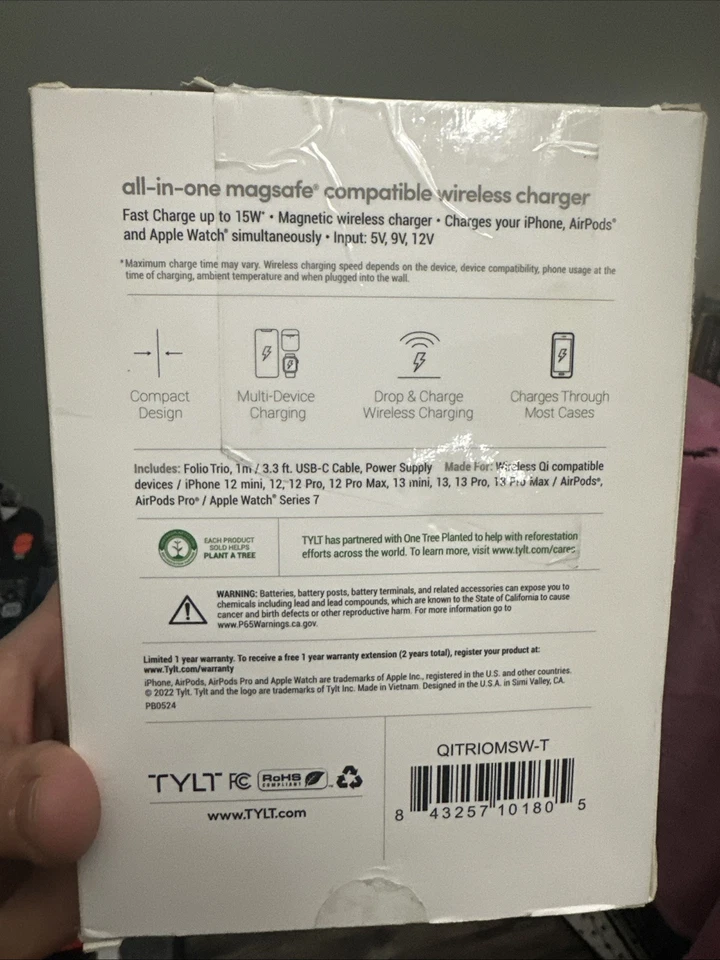 all-in-one magsafe® compatible wireless charger
Fast Charge up to 15W* • Magnetic wireless charger • Charges your iPhone, AirPods®
and Apple Watch® simultaneously • Input: 5V, 9V, 12V
*Maximum charge time may vary. Wireless charging speed depends on the device, device compatibility, phone usage at the
time of charging, ambient temperature and when plugged into the wall.
Compact
Design
Multi-Device
Charging
Drop & Charge
Wireless Charging
Charges Through
Most Cases
Includes: Folio Trio, 1m / 3.3 ft. USB-C Cable, Power Supply Made For: Wireless Qi compatible
devices / iPhone 12 mini, 12, 12 Pro, 12 Pro Max, 13 mini, 13, 13 Pro, 13 Pro Max / AirPods®,
AirPods Pro® / Apple Watch® Series 7
EACH PRODUCT
SOLD HELPS
PLANT A TREE
TYLT has partnered with One Tree Planted to help with reforestation
efforts across the world. To learn more, visit www.tylt.com/cares
WARNING: Batteries, battery posts, battery terminals, and related accessories can expose you to
chemicals including lead and lead compounds, which are known to the State of California to cause
cancer and birth defects or other reproductive harm. For more information go to
www.P65Warnings.ca.gov.
Limited 1 year warranty. To receive a free 1 year warranty extension (2 years total), register your product at:
www.Tylt.com/warranty
iPhone, AirPods, AirPods Pro and Apple Watch are trademarks of Apple Inc., registered in the U.S. and other countries.
© 2022 Tylt. Tylt and the logo are trademarks of Tylt Inc. Made in Vietnam. Designed in the U.S.A. in Simi Valley, CA.
PB0524
TYLT FC RoHS COMPLIANT
www.TYLT.com
QITRIOMSW-T
8 43257 10180 5